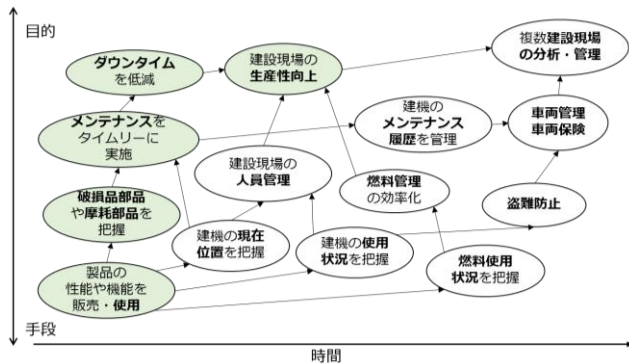 目的
ダウンタイム
を低減
建設現場の
生産性向上
複数建設現場
の分析・管理
メンテナンスを
タイムリーに
実施
建機の
メンテナンス
履歴を管理
車両管理
車両保険
建設現場の
人員管理
燃料管理
の効率化
破損品部品
や摩耗部品を
把握
盗難防止
建機の現在
位置を把握
建機の使用
状況を把握
燃料使用
状況を把握
製品の
性能や機能を
販売・使用
手段
時間